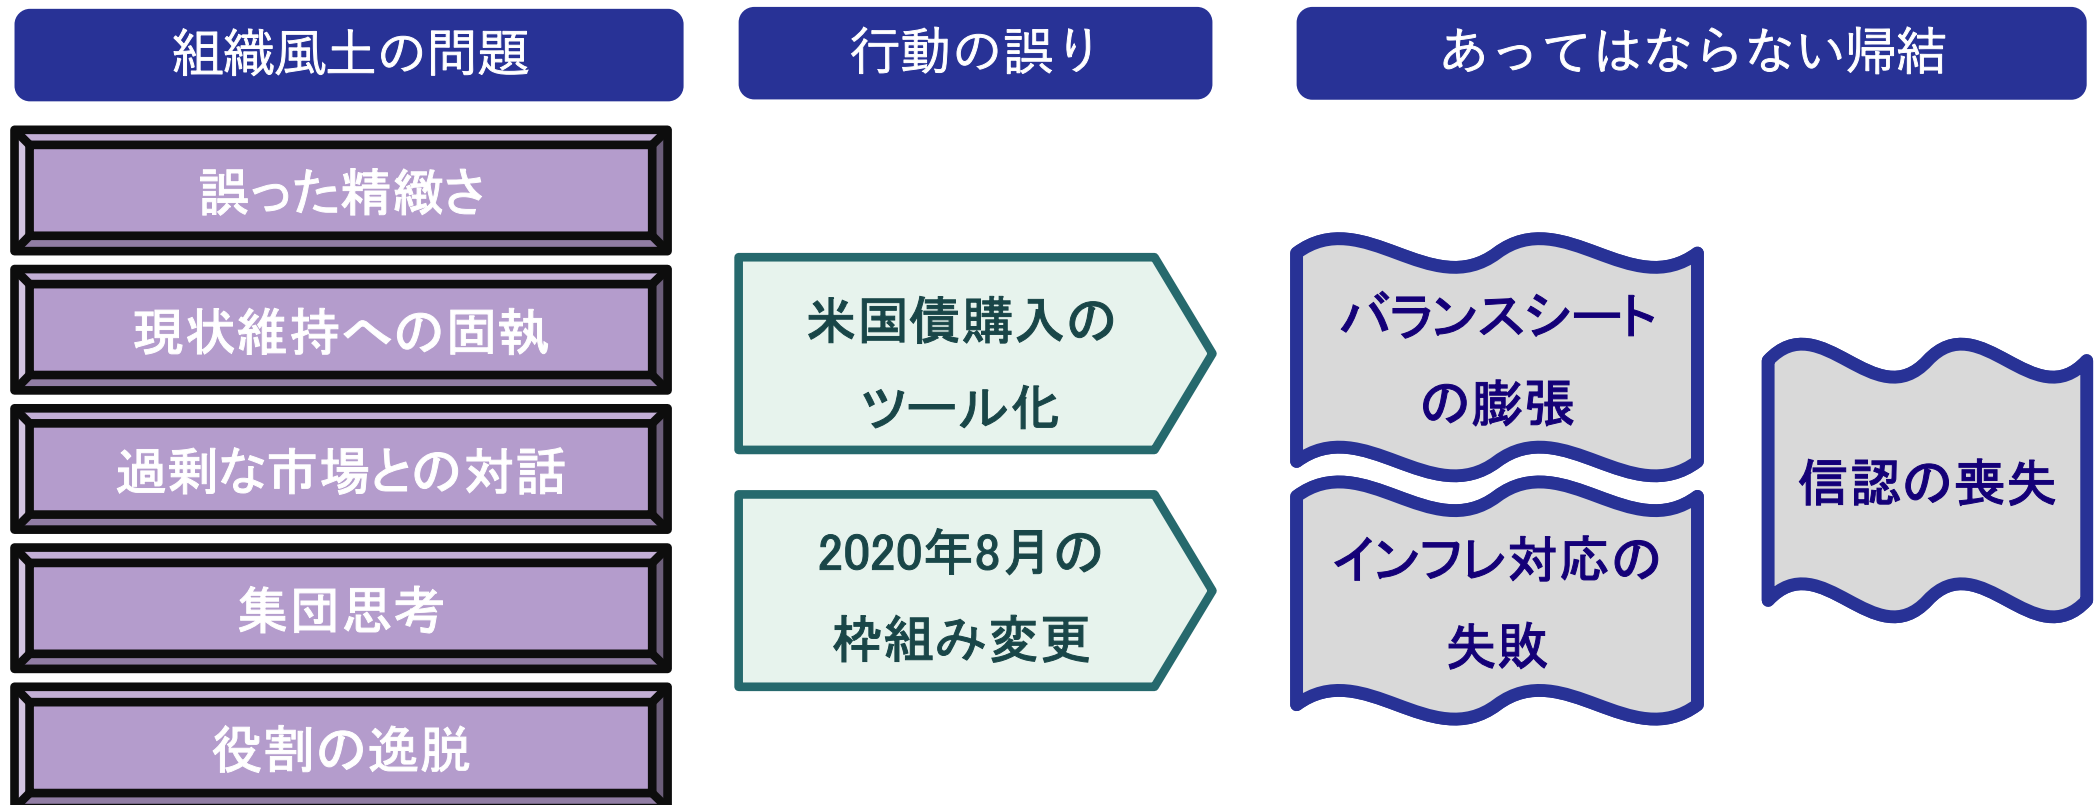 組織風土の問題
誤った精緻さ
現状維持への固執
過剰な市場との対話
集団思考
役割の逸脱
行動の誤り
米国債購入の
ツール化
2020年8月の
枠組み変更
あってはならない帰結
バランスシート
の膨張
インフレ対応の
失敗
信認の喪失